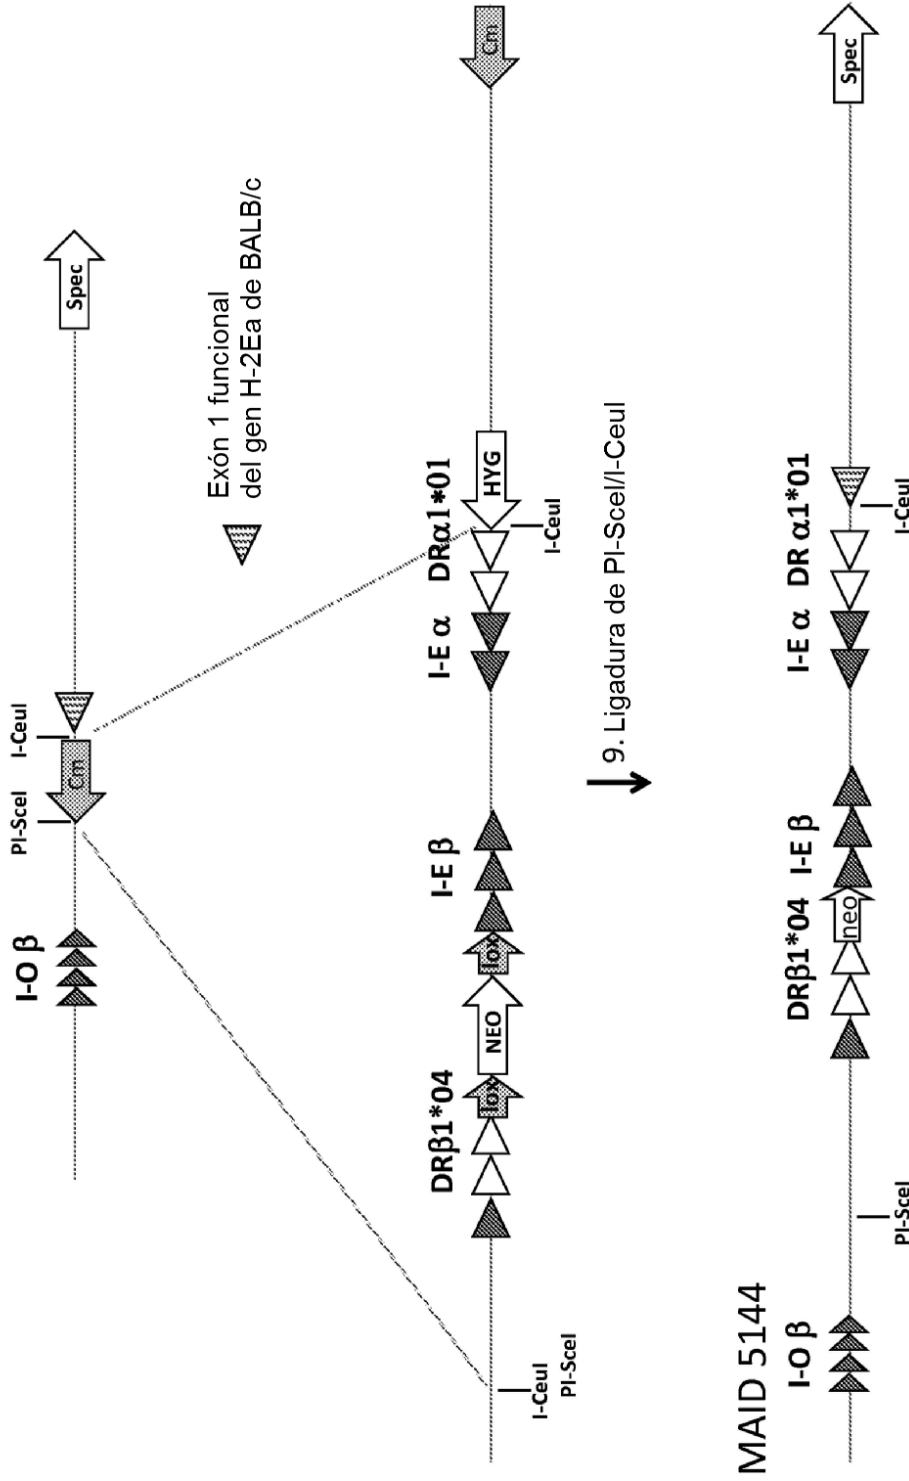 I-O β
PI-SceI
I-CeuI
Cm
Spec
Exón 1 funcional
del gen H-2Ea de BALB/c
I-CeuI
PI-SceI
DRβ1*04
lox
NEO
lox
I-E β
I-E α
DRα1*01
HYG
I-CeuI
Cm
9. Ligadura de PI-SceI/I-CeuI
MAID 5144
I-O β
PI-SceI
DRβ1*04
neo
I-E β
I-E α
DR α1*01
I-CeuI
Spec